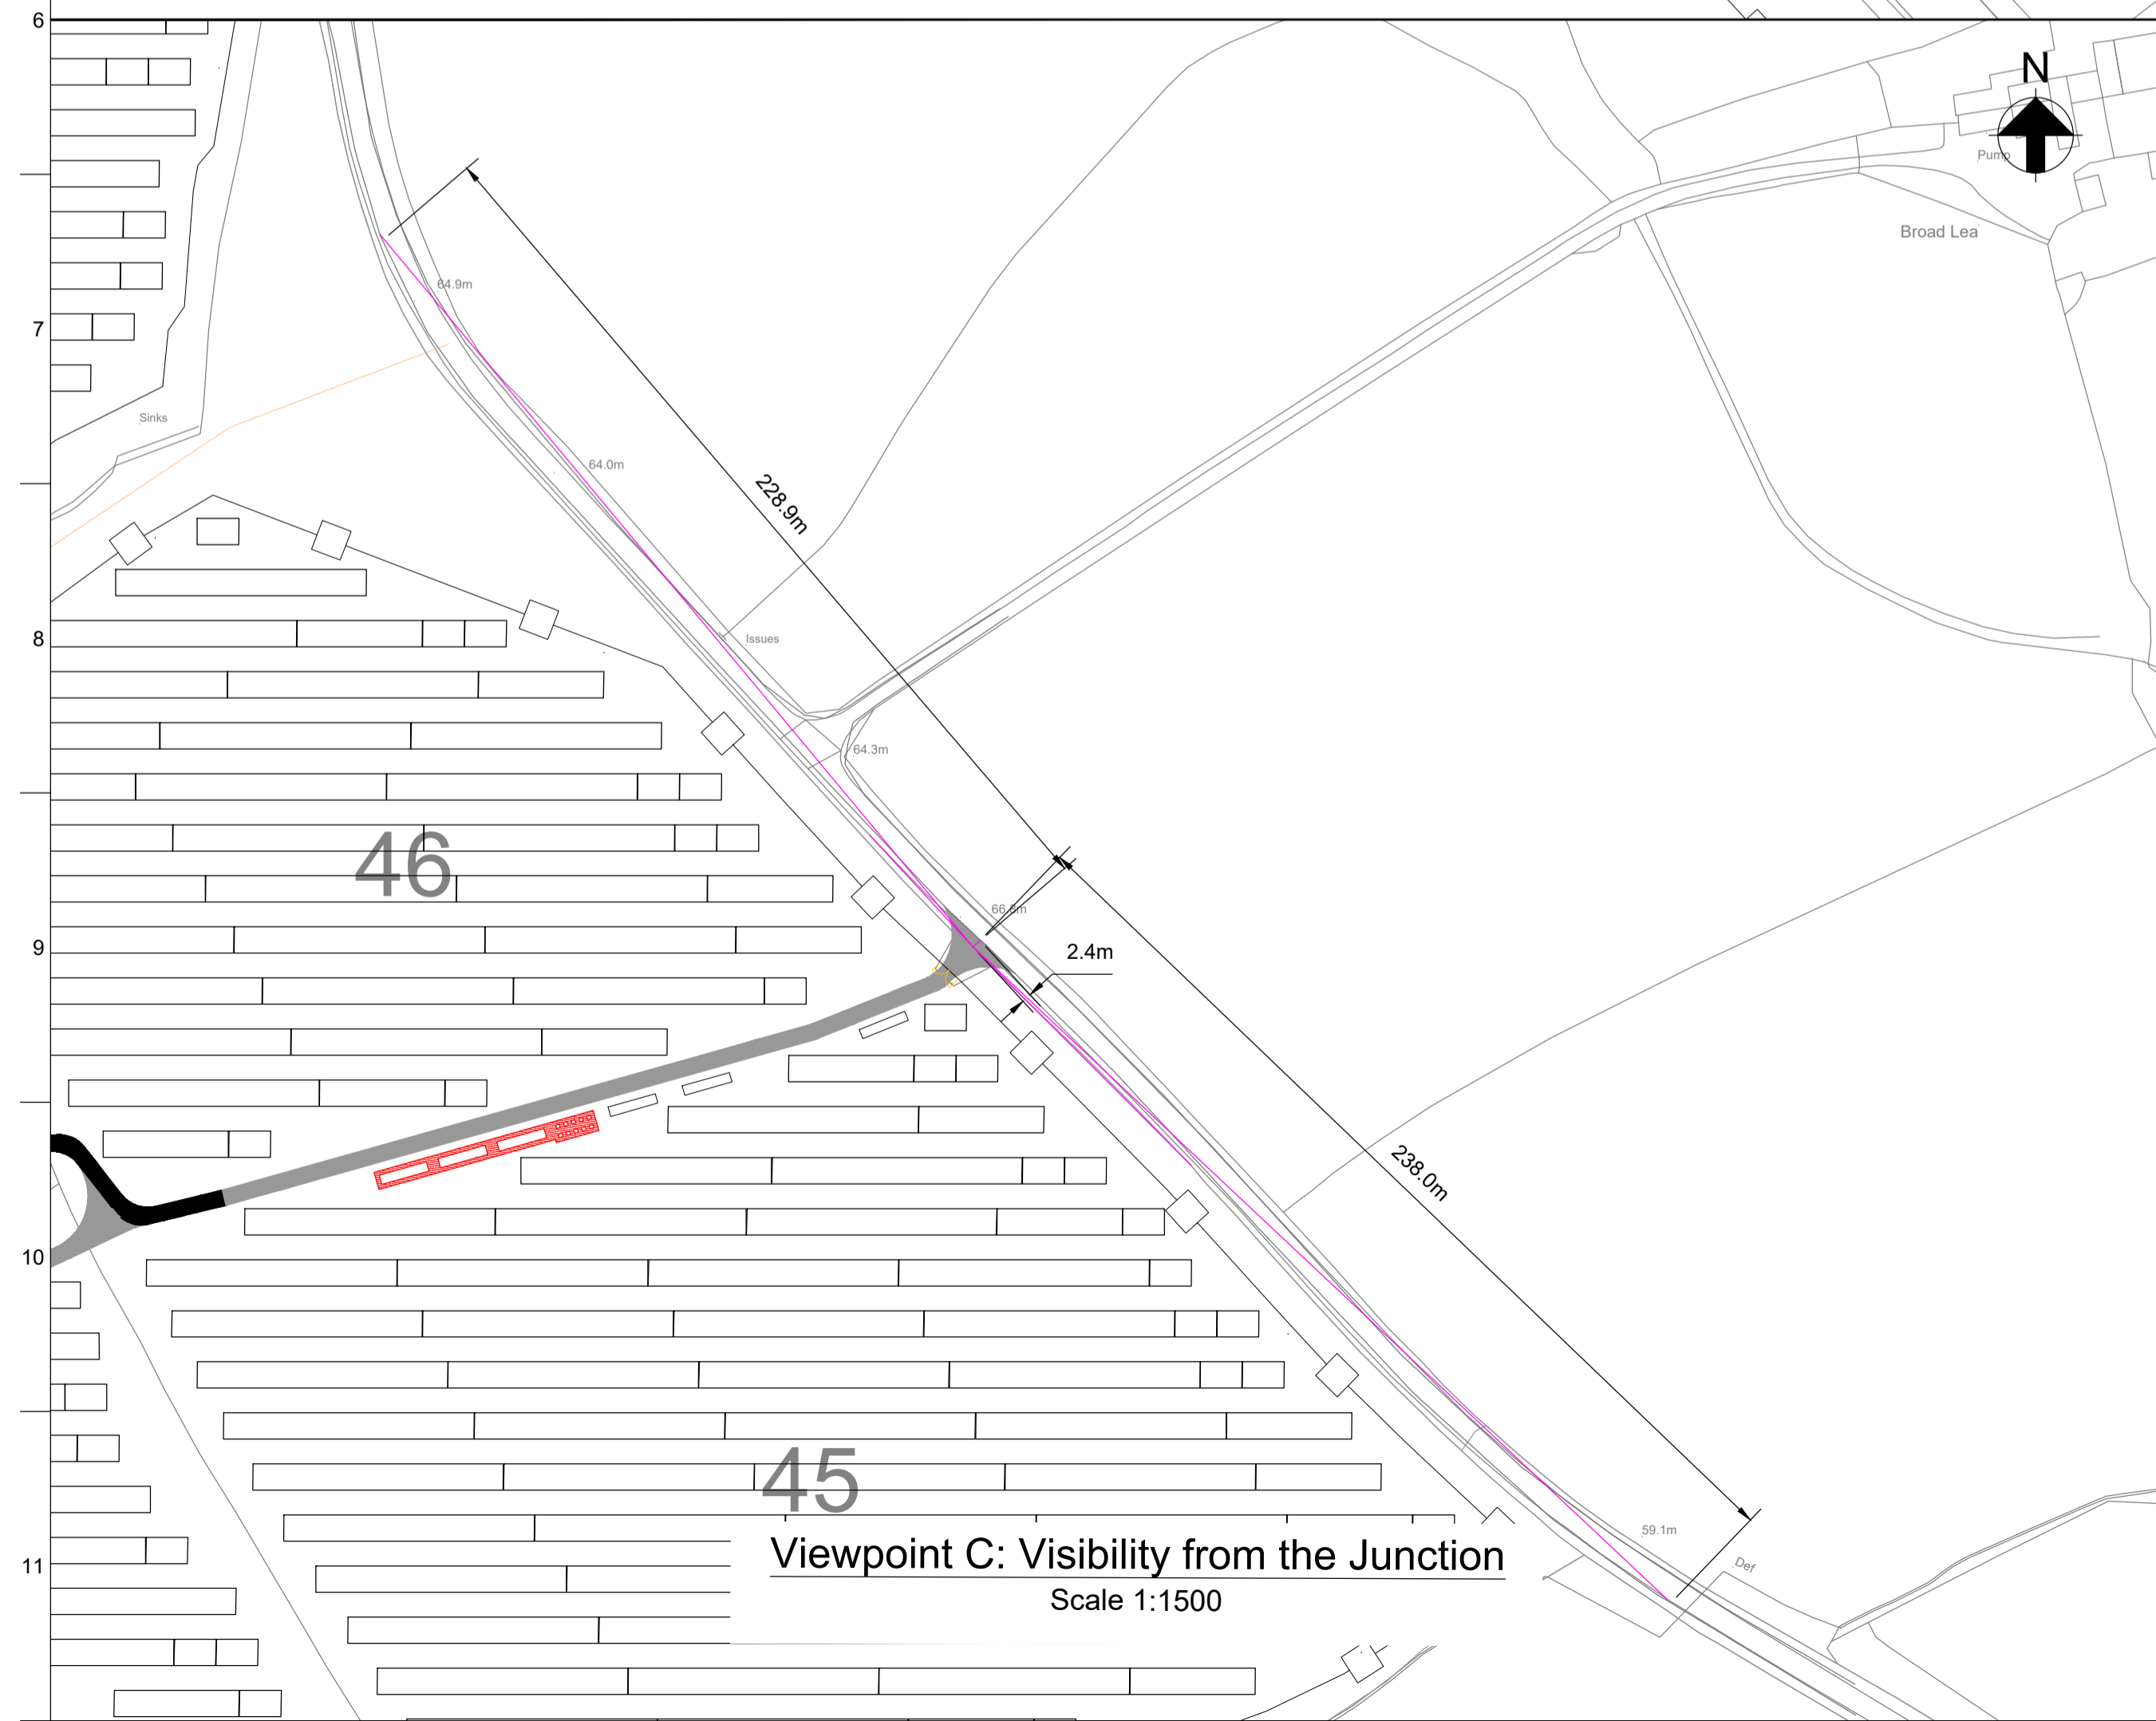 6
N
Pump
Broad Lea
64.9m
7
Sinks
64.0m
228.9m
8
Issues
64.3m
46
66.8m
9
2.4m
238.0m
10
45
59.1m
Def
11
Viewpoint C: Visibility from the Junction
Scale 1:1500